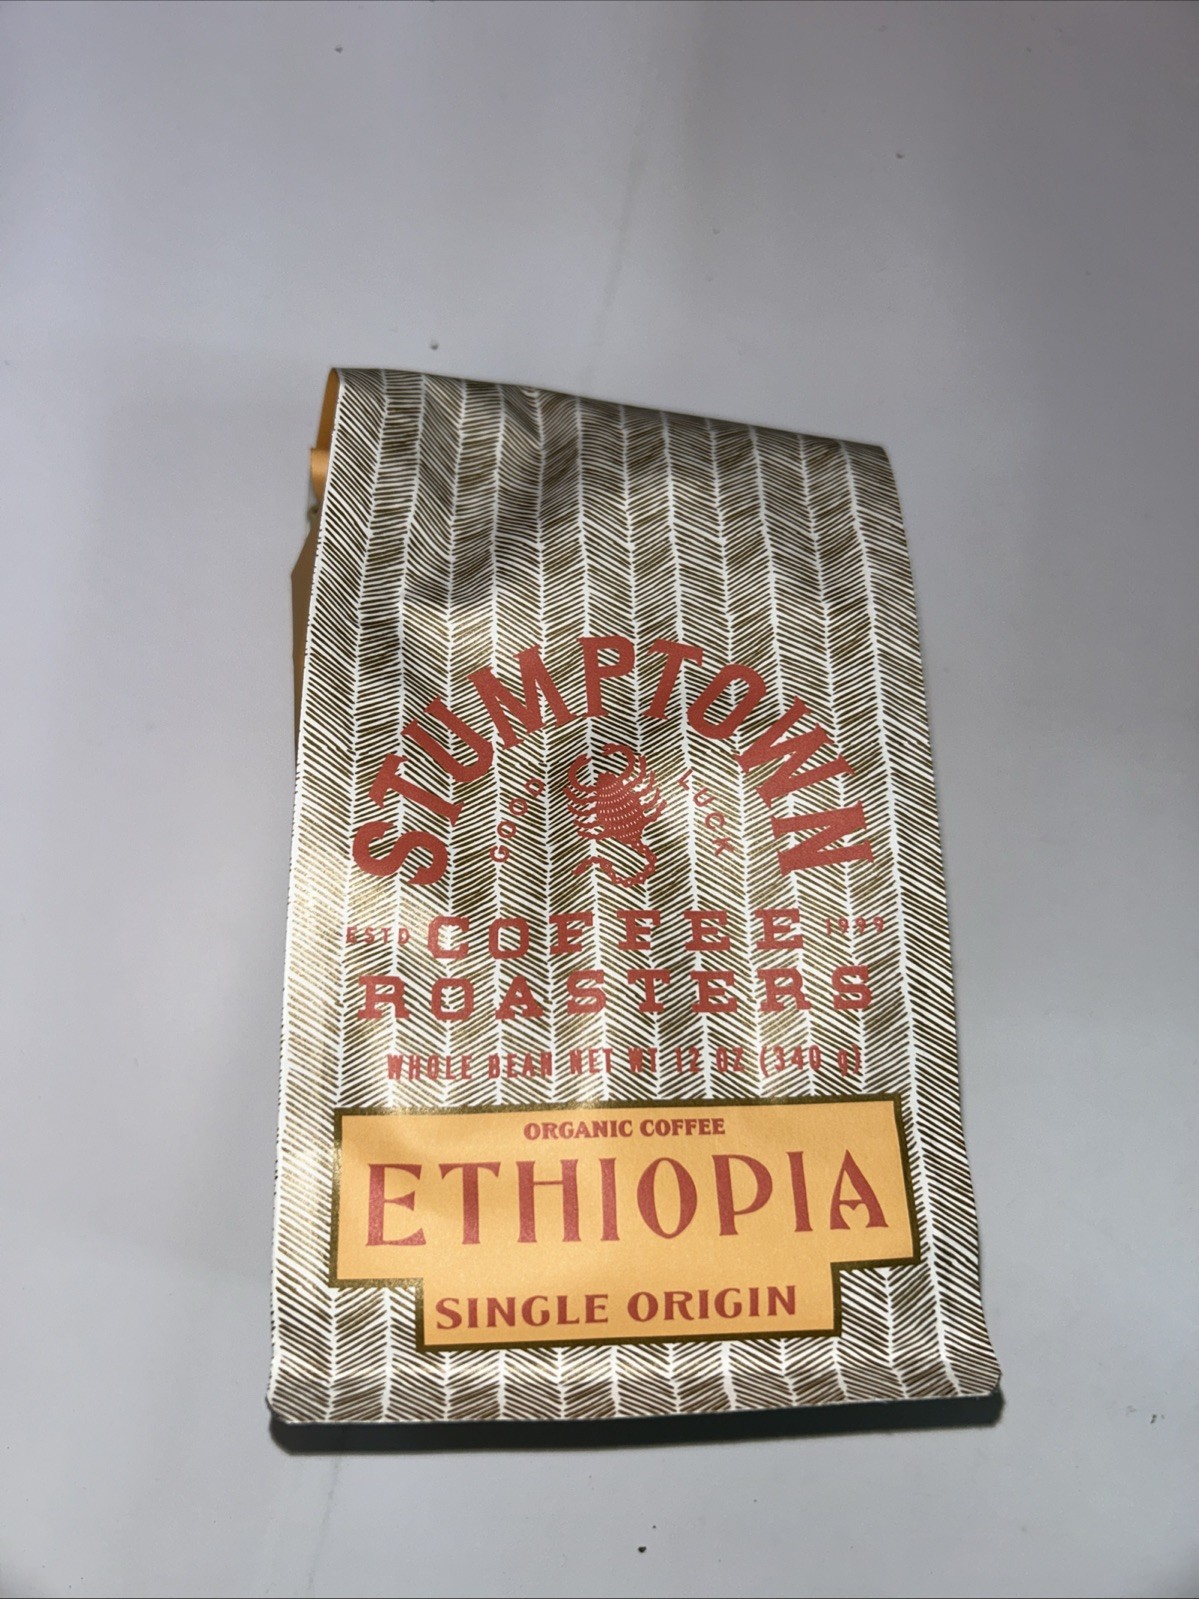 STUMPTOWN
GOOD LUCK
ESTD COFFEE 1999
ROASTERS
WHOLE BEAN NET WT 12 OZ (340 g)
ORGANIC COFFEE
ETHIOPIA
SINGLE ORIGIN